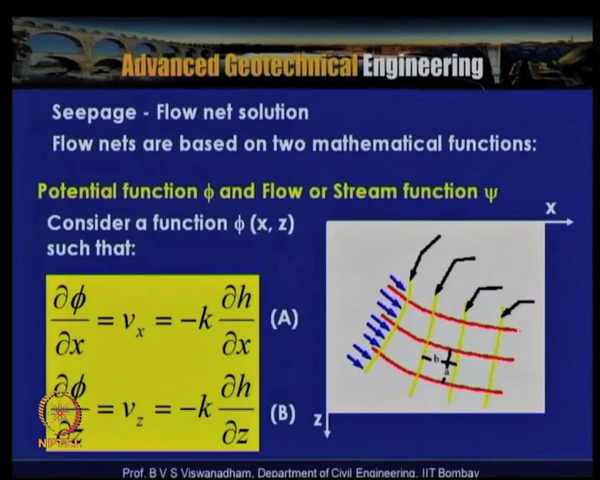 Advanced Geotechnical Engineering
Seepage - Flow net solution
Flow nets are based on two mathematical functions:
Potential function ϕ and Flow or Stream function ψ
Consider a function ϕ (x, z)
such that:
∂ϕ/∂x = v_x = −k ∂h/∂x (A)
∂ϕ/∂z = v_z = −k ∂h/∂z (B)
x
b
a
z
NPTEL
Prof. B V S Viswanadham, Department of Civil Engineering, IIT Bombay